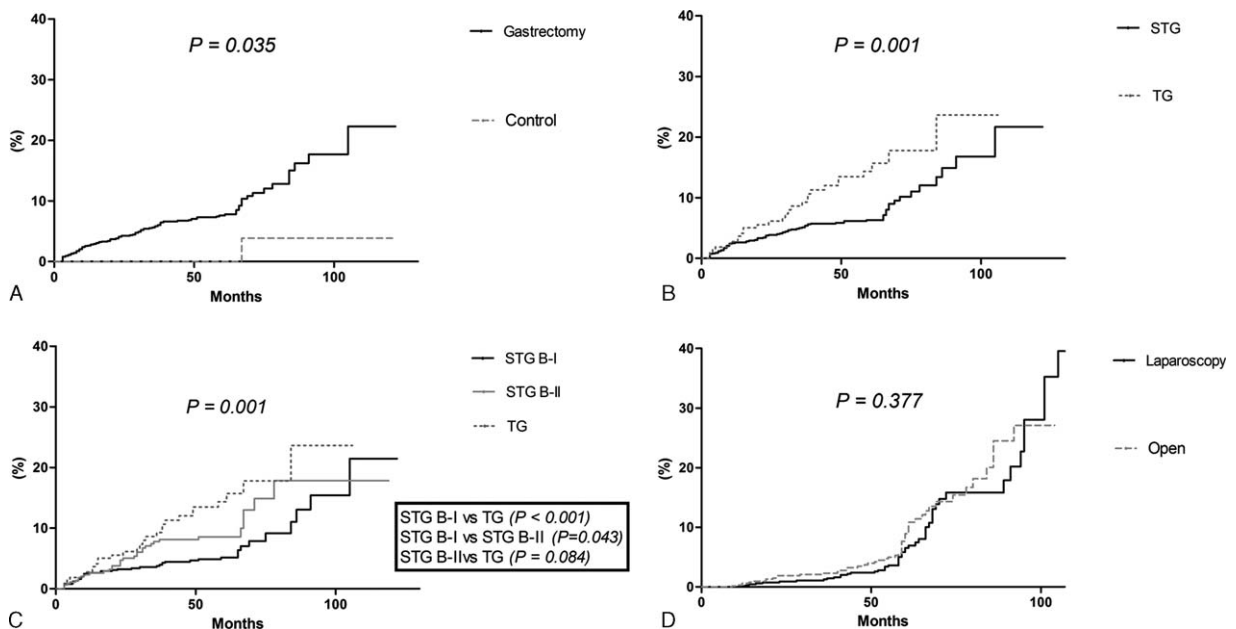 40
30
20
10
0
(%)
P = 0.035
Gastrectomy
Control
0
50
100
Months
A
40
30
20
10
0
(%)
P = 0.001
STG
TG
0
50
100
Months
B
40
30
20
10
0
(%)
P = 0.001
STG B-I
STG B-II
TG
STG B-I vs TG (P < 0.001)
STG B-I vs STG B-II (P=0.043)
STG B-IIvs TG (P = 0.084)
0
50
100
Months
C
40
30
20
10
0
(%)
P = 0.377
Laparoscopy
Open
0
50
100
Months
D